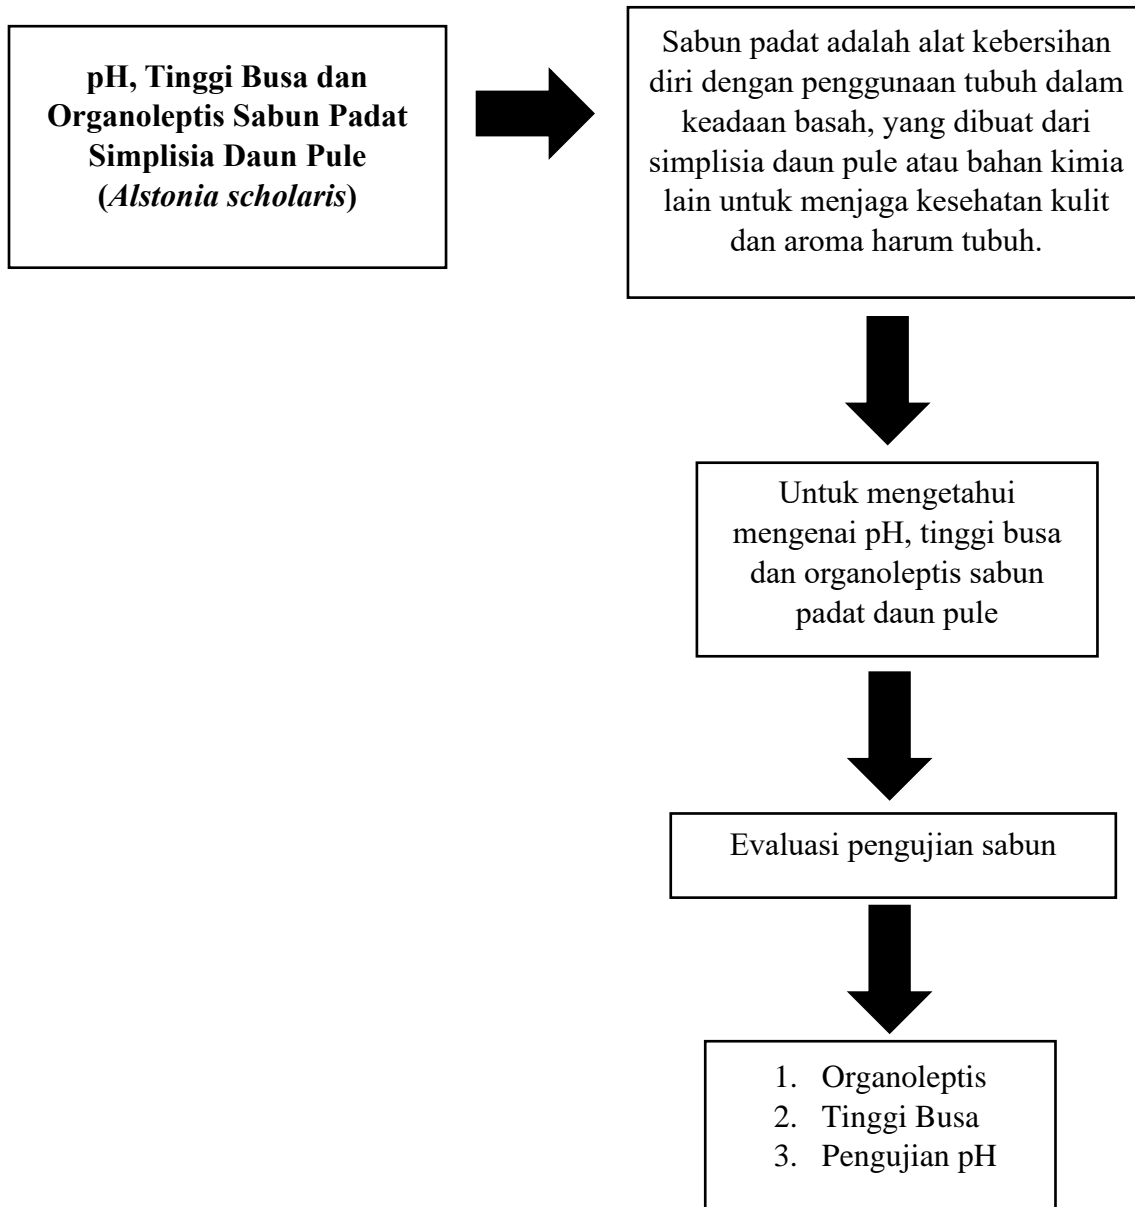 pH, Tinggi Busa dan
Organoleptis Sabun Padat
Simplisia Daun Pule
(Alstonia scholaris)
Sabun padat adalah alat kebersihan
diri dengan penggunaan tubuh dalam
keadaan basah, yang dibuat dari
simplisia daun pule atau bahan kimia
lain untuk menjaga kesehatan kulit
dan aroma harum tubuh.
Untuk mengetahui
mengenai pH, tinggi busa
dan organoleptis sabun
padat daun pule
Evaluasi pengujian sabun
1. Organoleptis
2. Tinggi Busa
3. Pengujian pH